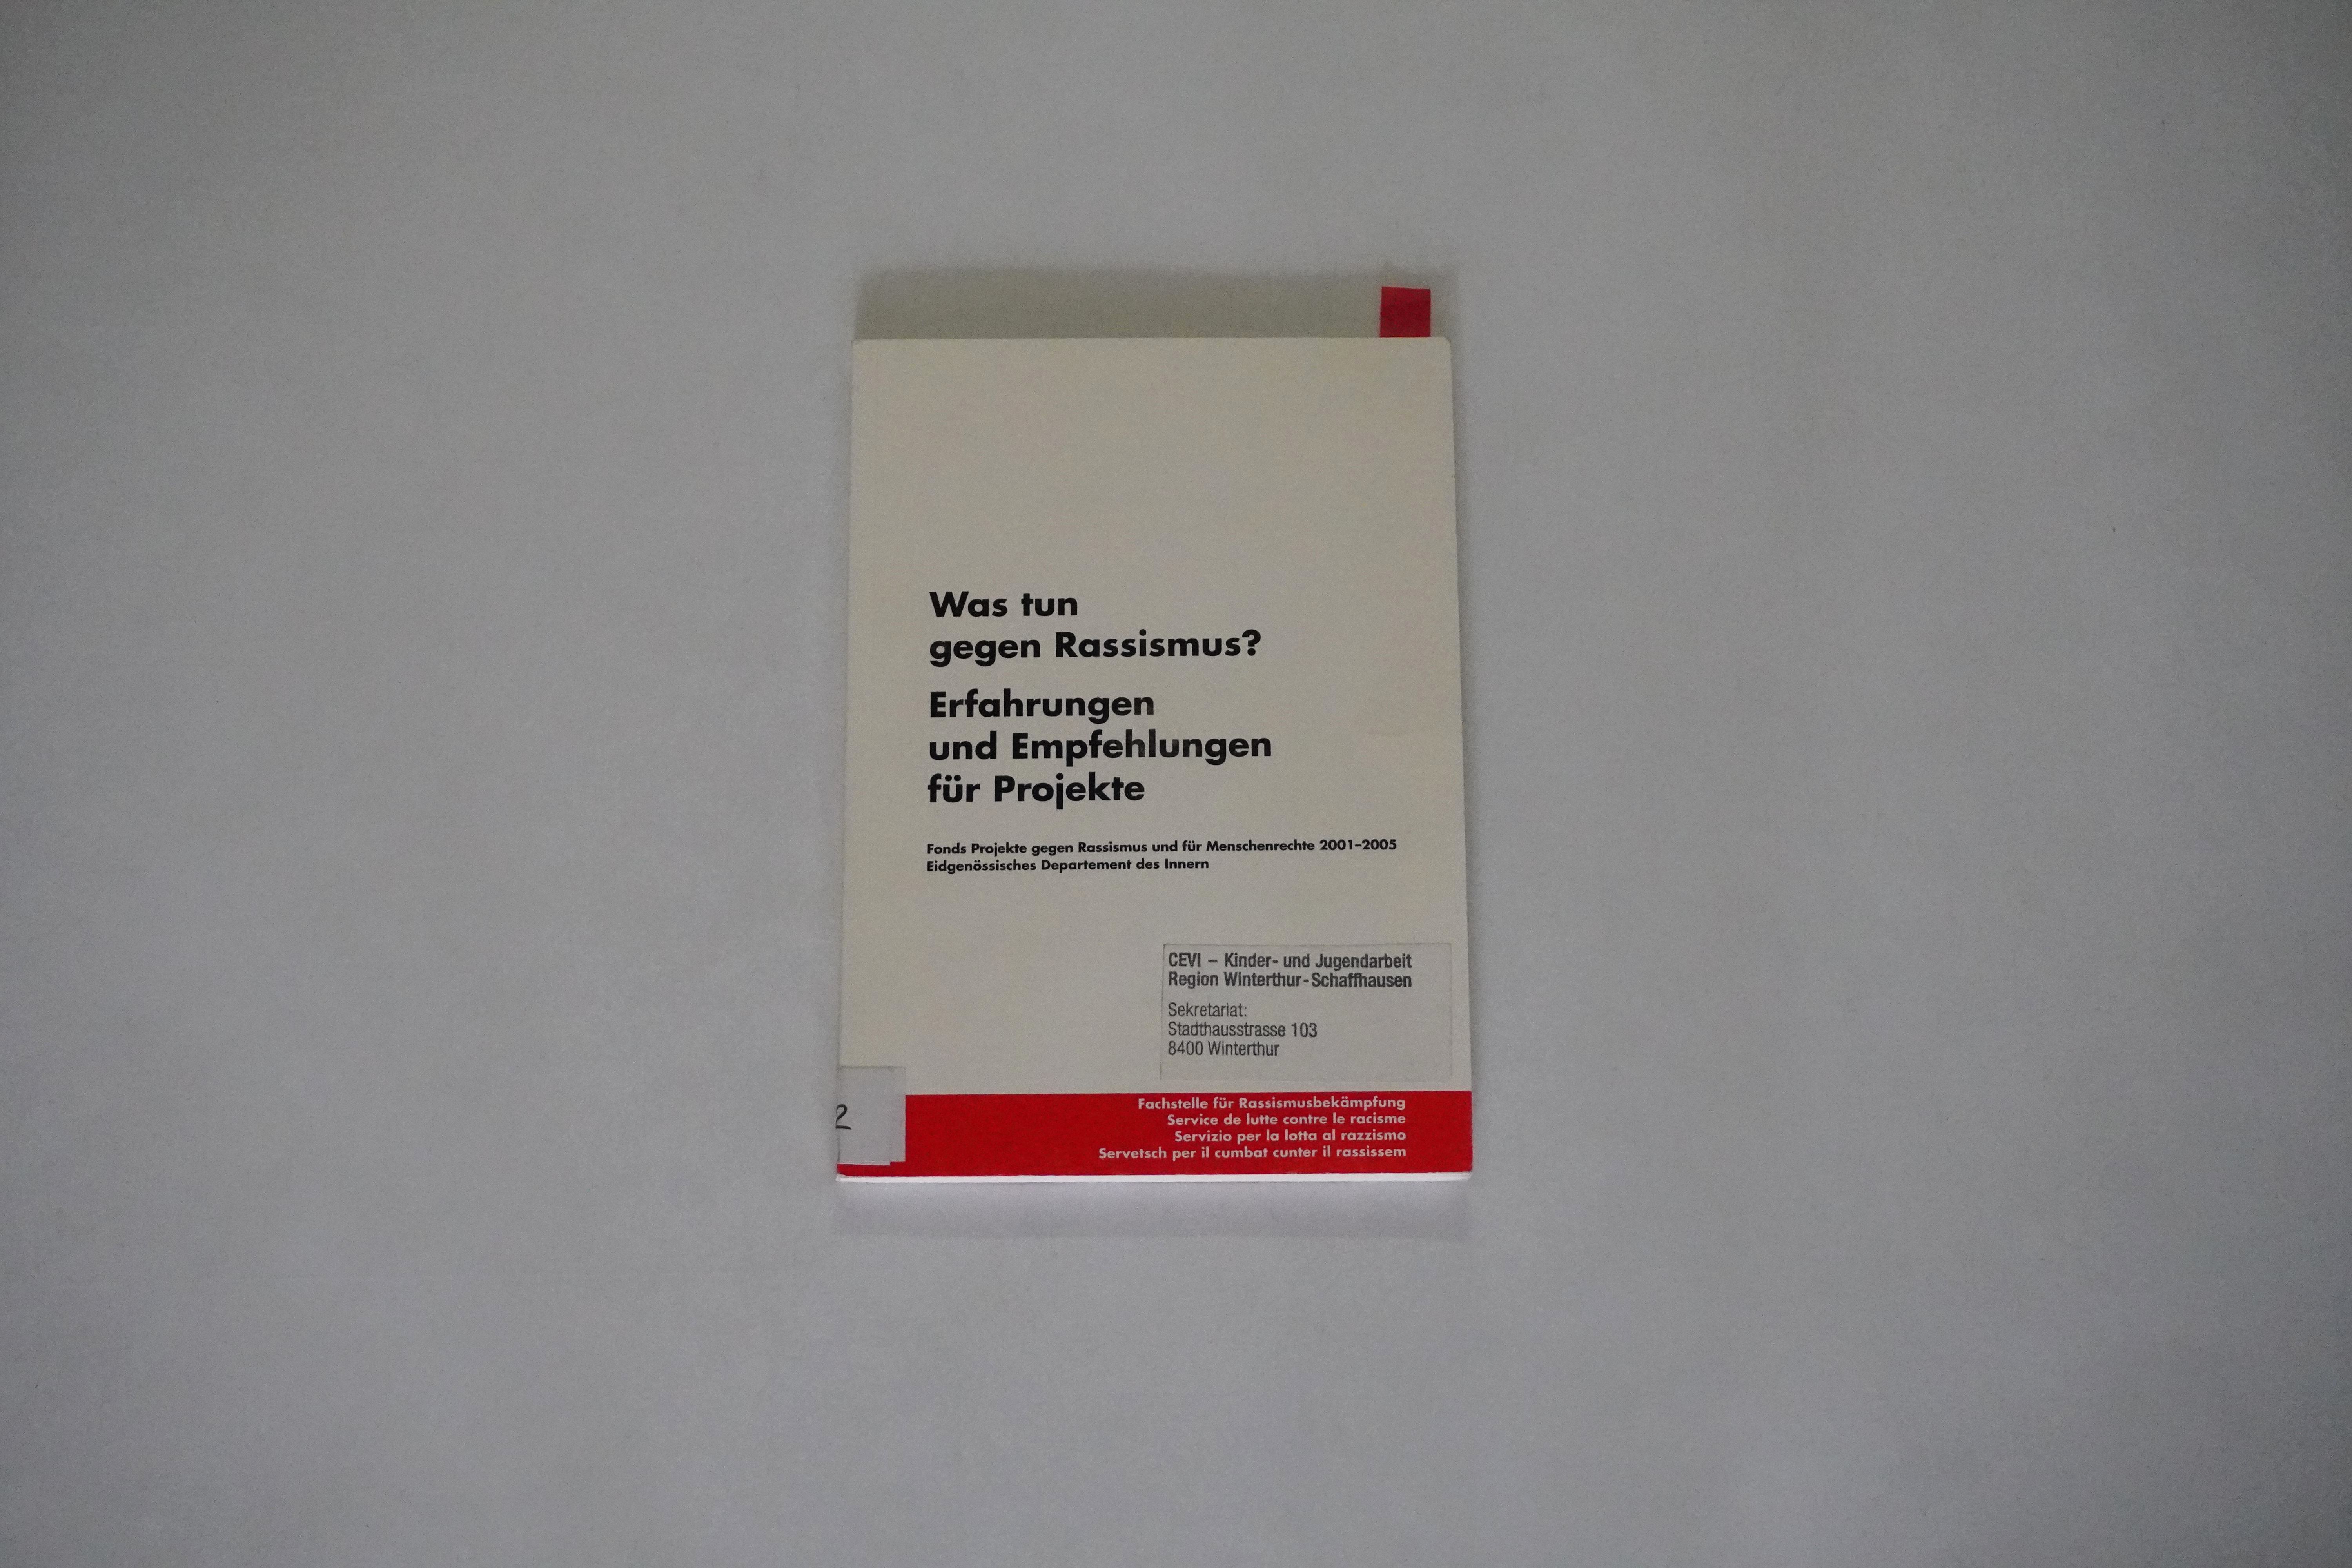 Was tun
gegen Rassismus?
Erfahrungen
und Empfehlungen
für Projekte
Fonds Projekte gegen Rassismus und für Menschenrechte 2001–2005
Eidgenössisches Departement des Innern
CEVI – Kinder- und Jugendarbeit
Region Winterthur-Schaffhausen
Sekretariat:
Stadthausstrasse 103
8400 Winterthur
2
Fachstelle für Rassismusbekämpfung
Service de lutte contre le racisme
Servizio per la lotta al razzismo
Servetsch per il cumbat cunter il rassissem